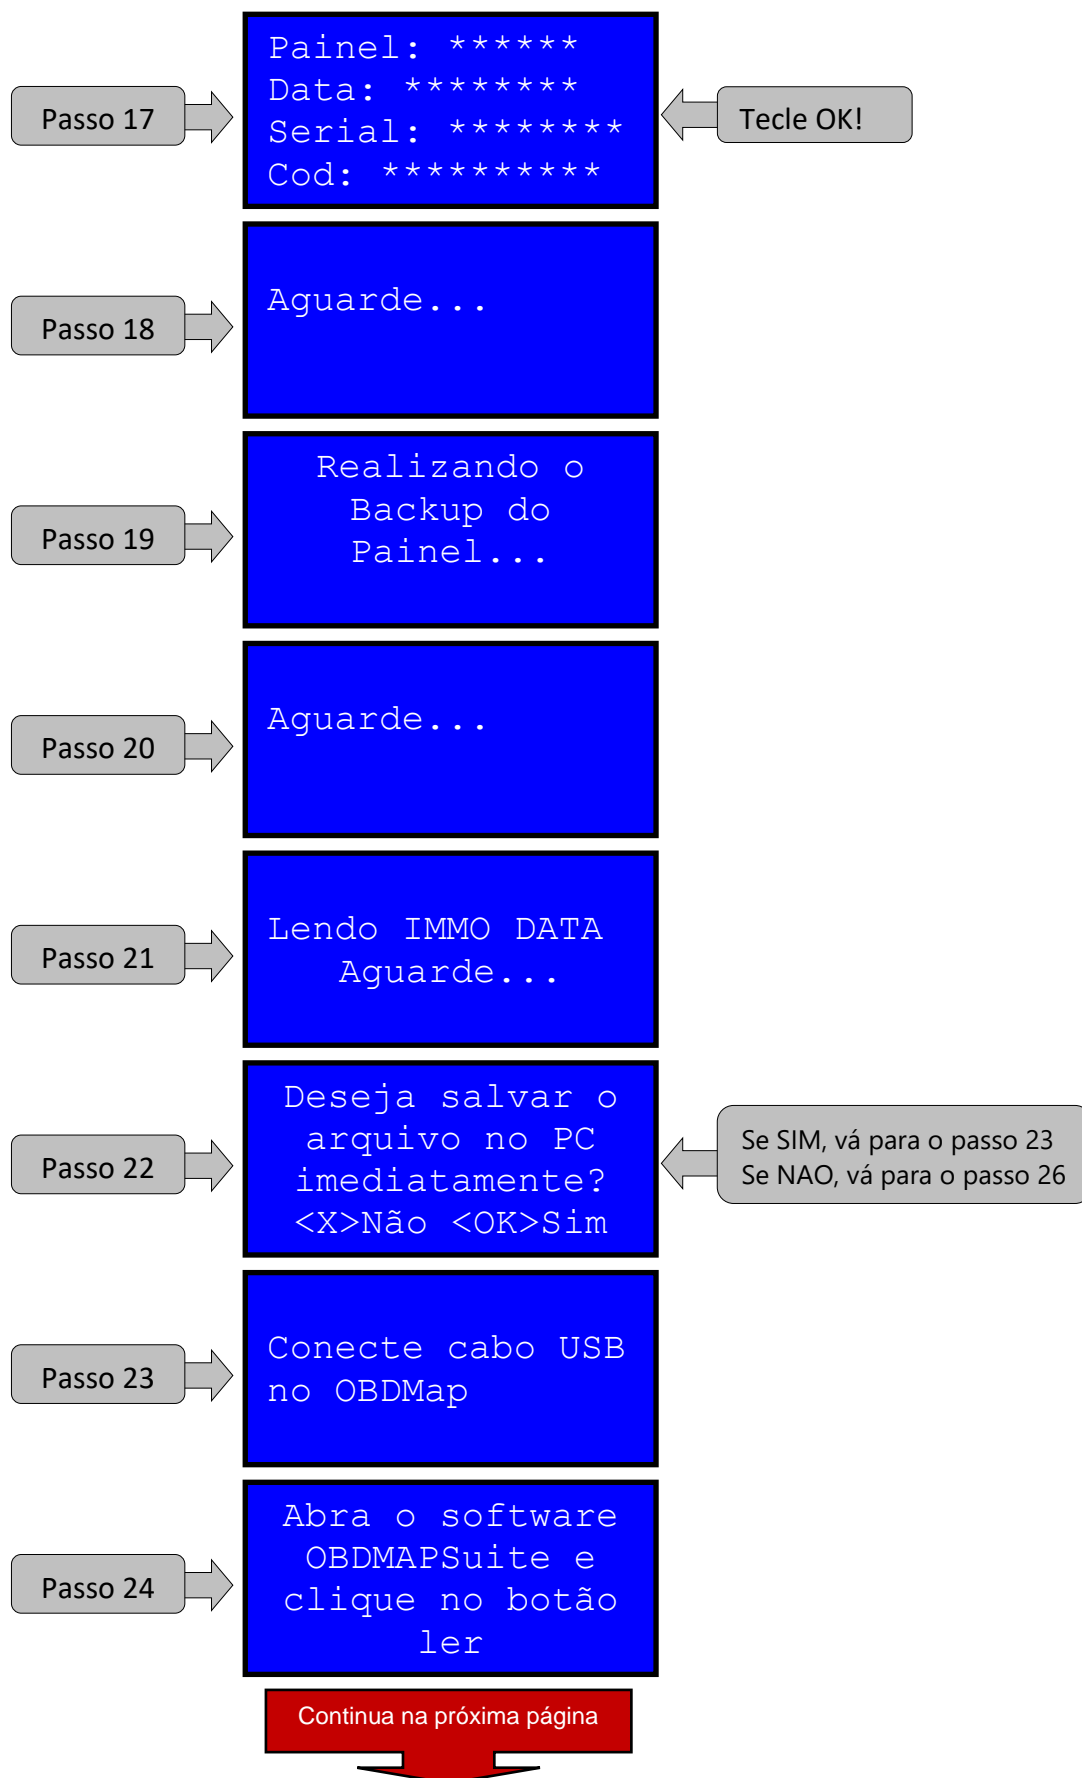 Passo 17
Painel: ******
Data: ********
Serial: ********
Cod: **********
Tecle OK!
Passo 18
Aguarde...
Passo 19
Realizando o
Backup do
Painel...
Passo 20
Aguarde...
Passo 21
Lendo IMMO DATA
Aguarde...
Passo 22
Deseja salvar o
arquivo no PC
imediatamente?
<X>Não <OK>Sim
Se SIM, vá para o passo 23
Se NAO, vá para o passo 26
Passo 23
Conecte cabo USB
no OBDMap
Passo 24
Abra o software
OBDMAPSuite e
clique no botão
ler
Continua na próxima página